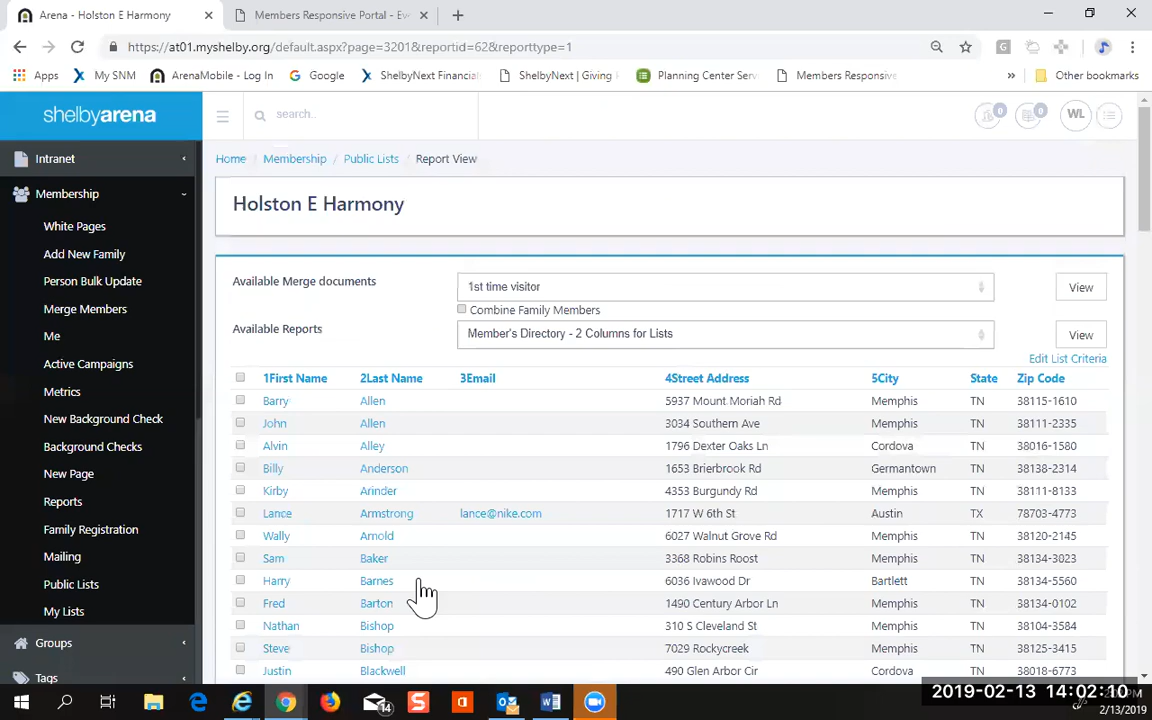 Arena - Holston E Harmony
Members Responsive Portal - Eve
https://at01.myshelby.org/default.aspx?page=3201&reportid=62&reporttype=1
Apps My SNM ArenaMobile - Log In Google ShelbyNext Financial ShelbyNext | Giving Planning Center Serv Members Responsive » Other bookmarks
shelbyarena
search..
0 0 WL
Intranet
Home / Membership / Public Lists / Report View
Membership
Holston E Harmony
White Pages
Add New Family
Person Bulk Update
Merge Members
Me
Active Campaigns
Metrics
New Background Check
Background Checks
New Page
Reports
Family Registration
Mailing
Public Lists
My Lists
Groups
Tags
Available Merge documents 1st time visitor View
Combine Family Members
Available Reports Member's Directory - 2 Columns for Lists View
Edit List Criteria
1First Name 2Last Name 3Email 4Street Address 5City State Zip Code
Barry Allen 5937 Mount Moriah Rd Memphis TN 38115-1610
John Allen 3034 Southern Ave Memphis TN 38111-2335
Alvin Alley 1796 Dexter Oaks Ln Cordova TN 38016-1580
Billy Anderson 1653 Brierbrook Rd Germantown TN 38138-2314
Kirby Arinder 4353 Burgundy Rd Memphis TN 38111-8133
Lance Armstrong lance@nike.com 1717 W 6th St Austin TX 78703-4773
Wally Arnold 6027 Walnut Grove Rd Memphis TN 38120-2145
Sam Baker 3368 Robins Roost Memphis TN 38134-3023
Harry Barnes 6036 Ivawood Dr Bartlett TN 38134-5560
Fred Barton 1490 Century Arbor Ln Memphis TN 38134-0102
Nathan Bishop 310 S Cleveland St Memphis TN 38104-3584
Steve Bishop 7029 Rockycreek Memphis TN 38125-3415
Justin Blackwell 490 Glen Arbor Cir Cordova TN 38018-6773
14
2019-02-13 14:02:10
2/13/2019